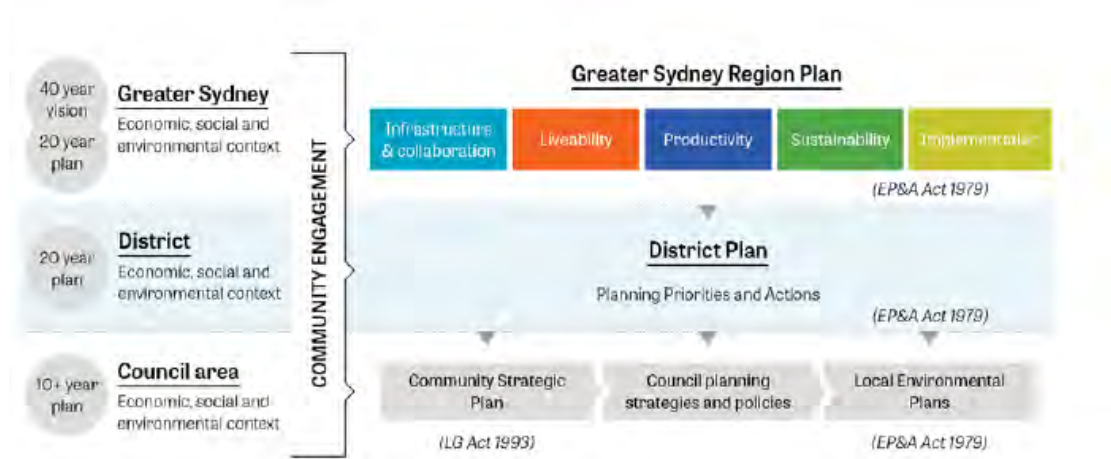 40 year
vision
20 year
plan
Greater Sydney
Economic, social and
environmental context
COMMUNITY ENGAGEMENT
Greater Sydney Region Plan
Infrastructure
& collaboration
Liveability
Productivity
Sustainability
Implementation
(EP&A Act 1979)
20 year
plan
District
Economic, social and
environmental context
District Plan
Planning Priorities and Actions
(EP&A Act 1979)
10+ year
plan
Council area
Economic, social and
environmental context
Community Strategic
Plan
Council planning
strategies and policies
Local Environmental
Plans
(LG Act 1993)
(EP&A Act 1979)